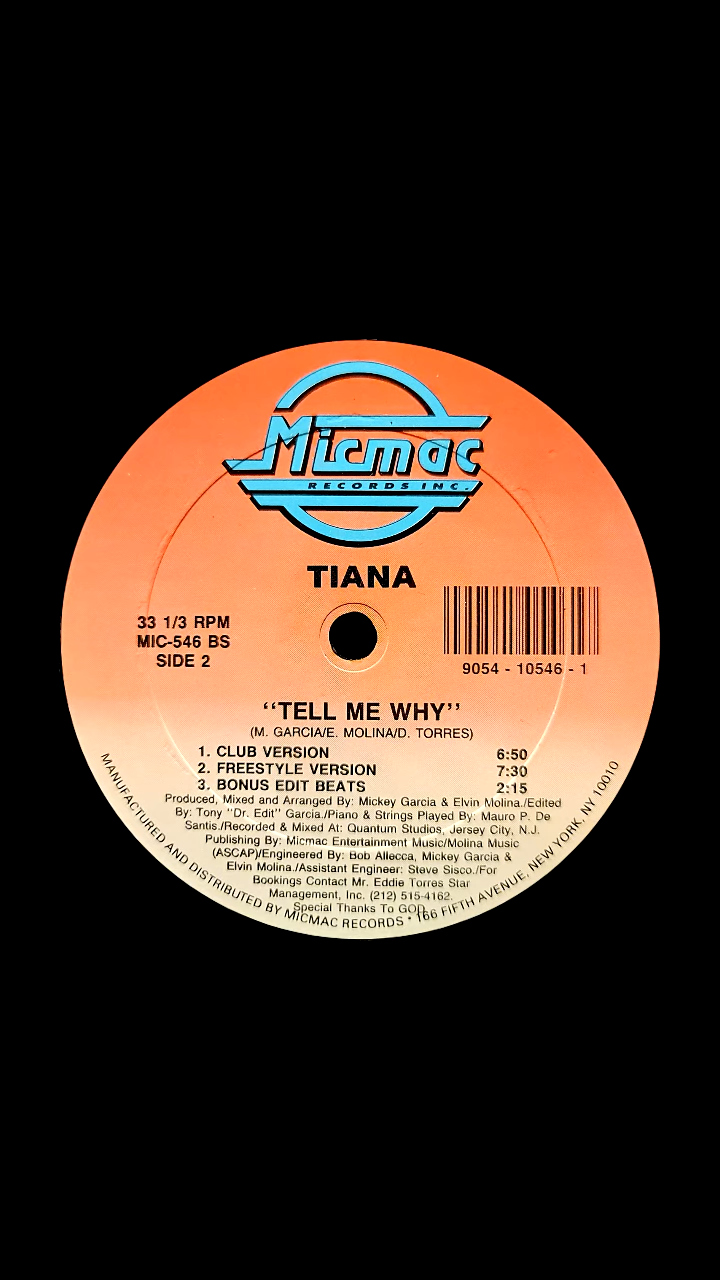 Micmac
RECORDS INC.
TIANA
33 1/3 RPM
MIC-546 BS
SIDE 2
9054 - 10546 - 1
‘‘TELL ME WHY’’
(M. GARCIA/E. MOLINA/D. TORRES)
1. CLUB VERSION 6:50
2. FREESTYLE VERSION 7:30
3. BONUS EDIT BEATS 2:15
Produced, Mixed and Arranged By: Mickey Garcia & Elvin Molina./Edited
By: Tony ‘‘Dr. Edit’’ Garcia./Piano & Strings Played By: Mauro P. De
Santis./Recorded & Mixed At: Quantum Studios, Jersey City, N.J.
Publishing By: Micmac Entertainment Music/Molina Music
(ASCAP)/Engineered By: Bob Allecca, Mickey Garcia &
Elvin Molina./Assistant Engineer: Steve Sisco./For
Bookings Contact Mr. Eddie Torres Star
Management, Inc. (212) 515-4162.
Special Thanks To GOD.
MANUFACTURED AND DISTRIBUTED BY MICMAC RECORDS • 166 FIFTH AVENUE, NEW YORK, NY 10010